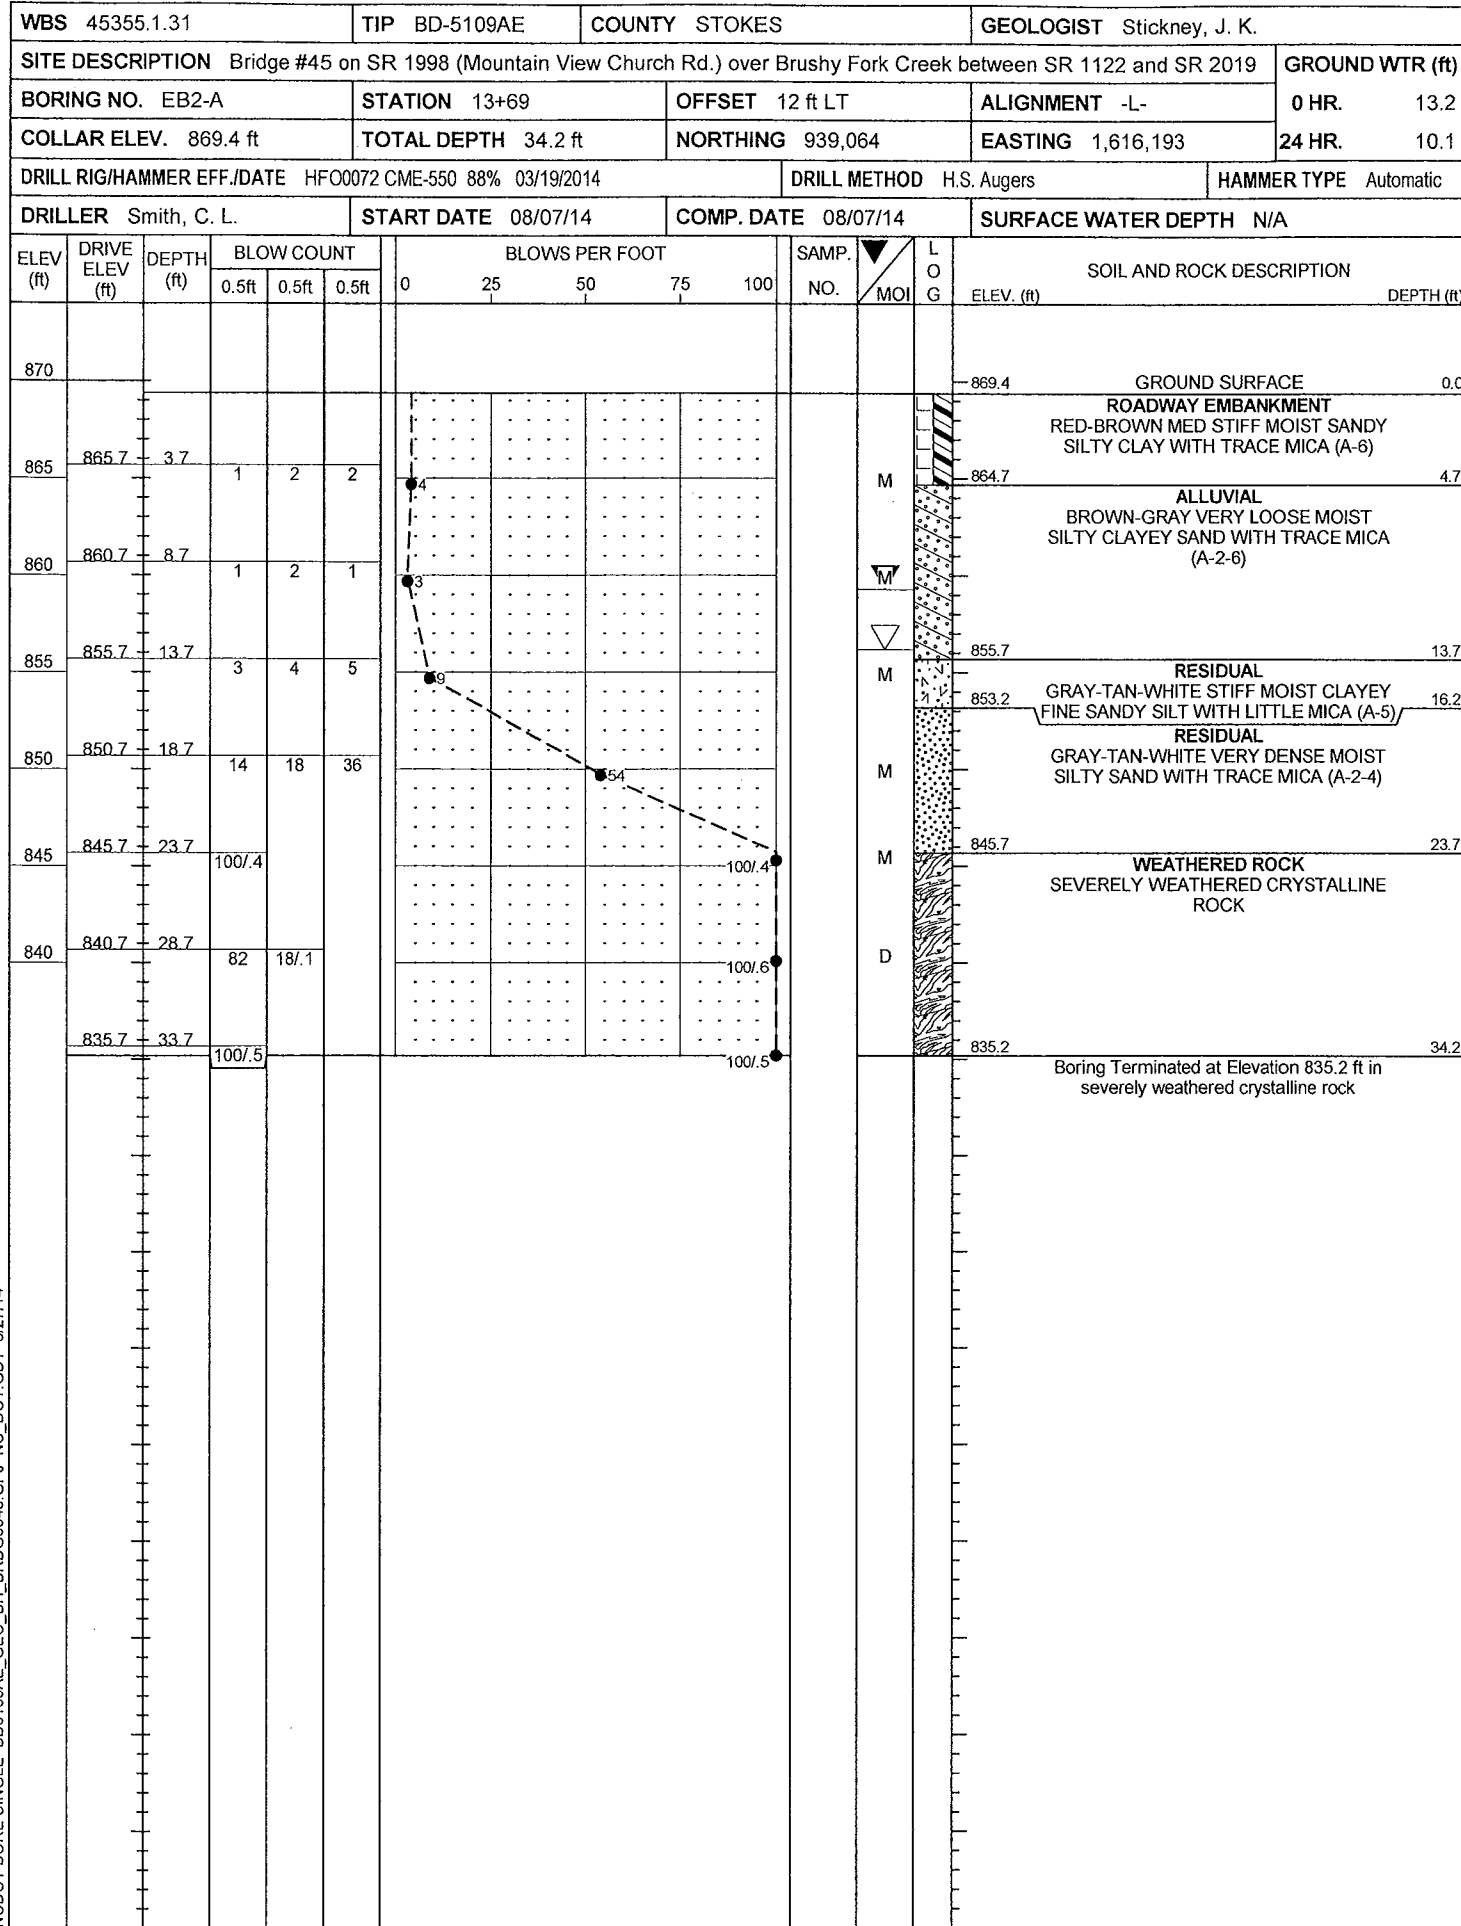 WBS 45355.1.31 TIP BD-5109AE COUNTY STOKES GEOLOGIST Stickney, J. K.
SITE DESCRIPTION Bridge #45 on SR 1998 (Mountain View Church Rd.) over Brushy Fork Creek between SR 1122 and SR 2019 GROUND WTR (ft)
BORING NO. EB2-A STATION 13+69 OFFSET 12 ft LT ALIGNMENT -L- 0 HR. 13.2
COLLAR ELEV. 869.4 ft TOTAL DEPTH 34.2 ft NORTHING 939,064 EASTING 1,616,193 24 HR. 10.1
DRILL RIG/HAMMER EFF./DATE HFO0072 CME-550 88% 03/19/2014 DRILL METHOD H.S. Augers HAMMER TYPE Automatic
DRILLER Smith, C. L. START DATE 08/07/14 COMP. DATE 08/07/14 SURFACE WATER DEPTH N/A
ELEV (ft) DRIVE ELEV (ft) DEPTH (ft) BLOW COUNT BLOWS PER FOOT SAMP. NO. MOI LOG SOIL AND ROCK DESCRIPTION
0.5ft 0.5ft 0.5ft 0 25 50 75 100 ELEV. (ft) DEPTH (ft)
870
869.4 GROUND SURFACE 0.0
ROADWAY EMBANKMENT
RED-BROWN MED STIFF MOIST SANDY
SILTY CLAY WITH TRACE MICA (A-6)
865 865.7 3.7 1 2 2 4 M
864.7 4.7
ALLUVIAL
BROWN-GRAY VERY LOOSE MOIST
SILTY CLAYEY SAND WITH TRACE MICA
(A-2-6)
860 860.7 8.7 1 2 1 3 M
855.7 13.7
855 855.7 13.7 3 4 5 9 M
RESIDUAL
GRAY-TAN-WHITE STIFF MOIST CLAYEY
853.2 FINE SANDY SILT WITH LITTLE MICA (A-5) 16.2
RESIDUAL
GRAY-TAN-WHITE VERY DENSE MOIST
SILTY SAND WITH TRACE MICA (A-2-4)
850 850.7 18.7 14 18 36 54 M
845.7 23.7
845 845.7 23.7 100/.4 100/.4 M
WEATHERED ROCK
SEVERELY WEATHERED CRYSTALLINE
ROCK
840 840.7 28.7 82 18/.1 100/.6 D
835.7 33.7 100/.5 100/.5
835.2 34.2
Boring Terminated at Elevation 835.2 ft in
severely weathered crystalline rock